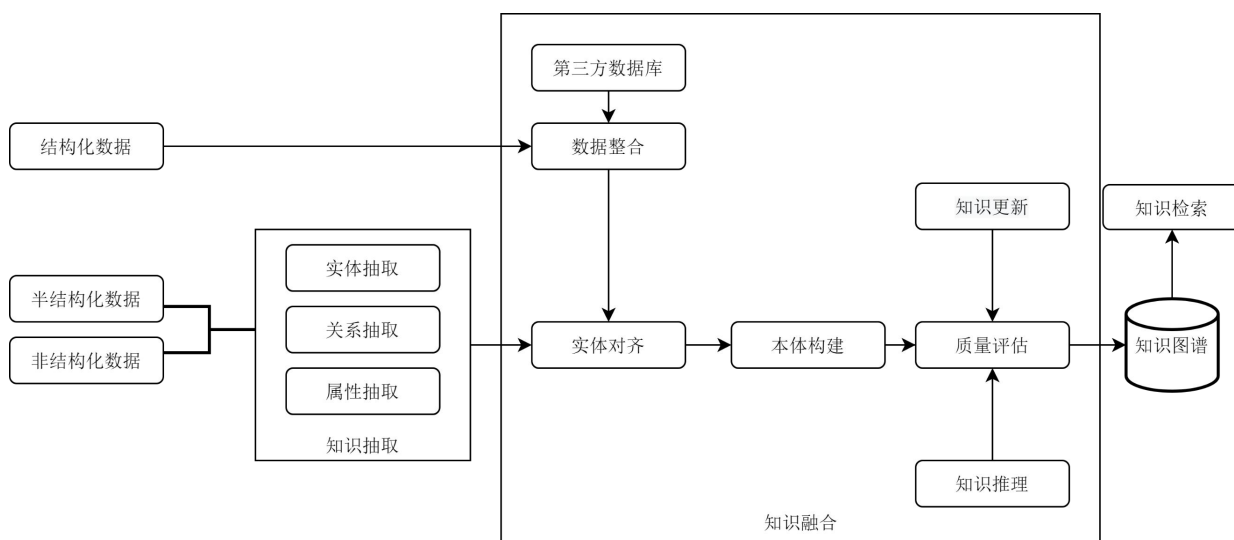 第三方数据库
结构化数据
数据整合
知识更新
知识检索
实体抽取
半结构化数据
关系抽取
非结构化数据
实体对齐
本体构建
质量评估
知识图谱
属性抽取
知识抽取
知识推理
知识融合